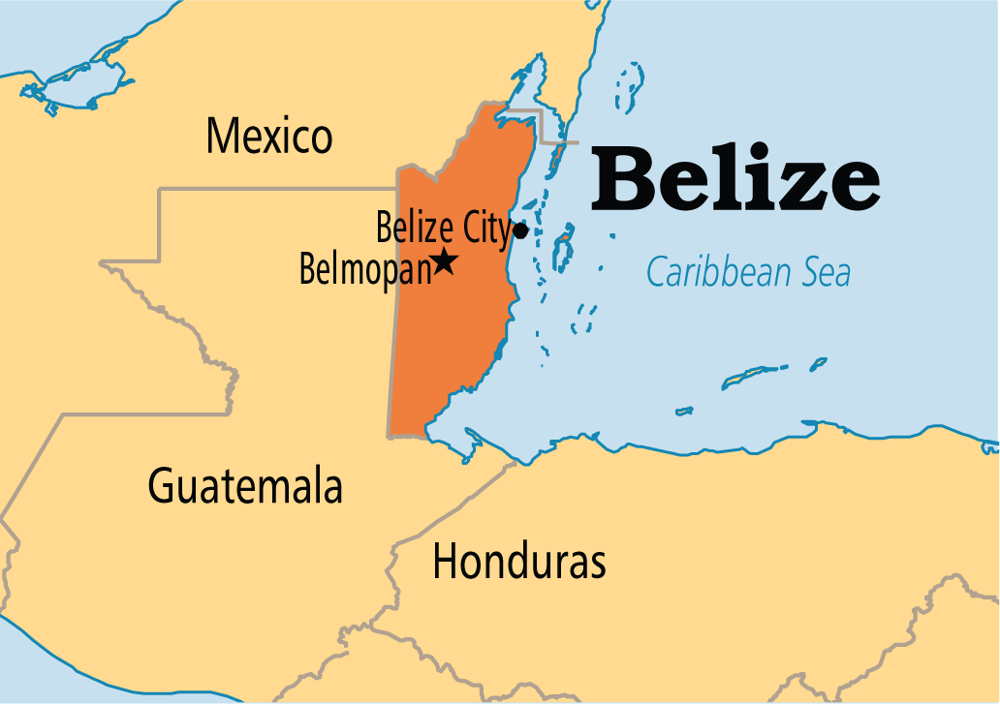 Mexico
Belize
Belize City
Belmopan
Caribbean Sea
Guatemala
Honduras